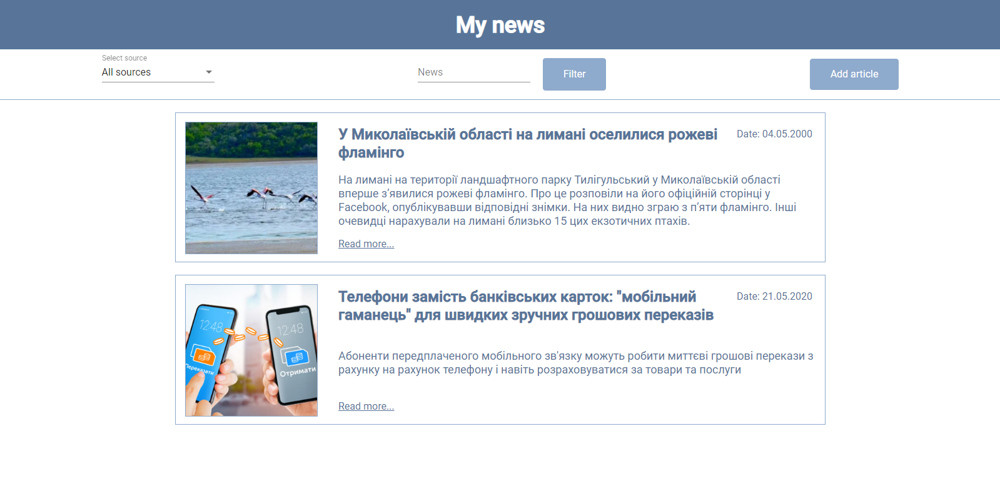 My news
Select source
All sources
News
Filter
Add article
У Миколаївській області на лимані оселилися рожеві
фламінго
Date: 04.05.2000
На лимані на території ландшафтного парку Тилігульський у Миколаївській області
вперше з’явилися рожеві фламінго. Про це розповіли на його офіційній сторінці у
Facebook, опублікувавши відповідні знімки. На них видно зграю з п’яти фламінго. Інші
очевидці нарахували на лимані близько 15 цих екзотичних птахів.
Read more...
Телефони замість банківських карток: "мобільний
гаманець" для швидких зручних грошових переказів
Date: 21.05.2020
12:48
Переказати
12:48
Отримати
Абоненти передплаченого мобільного зв'язку можуть робити миттєві грошові перекази з
рахунку на рахунок телефону і навіть розраховуватися за товари та послуги
Read more...